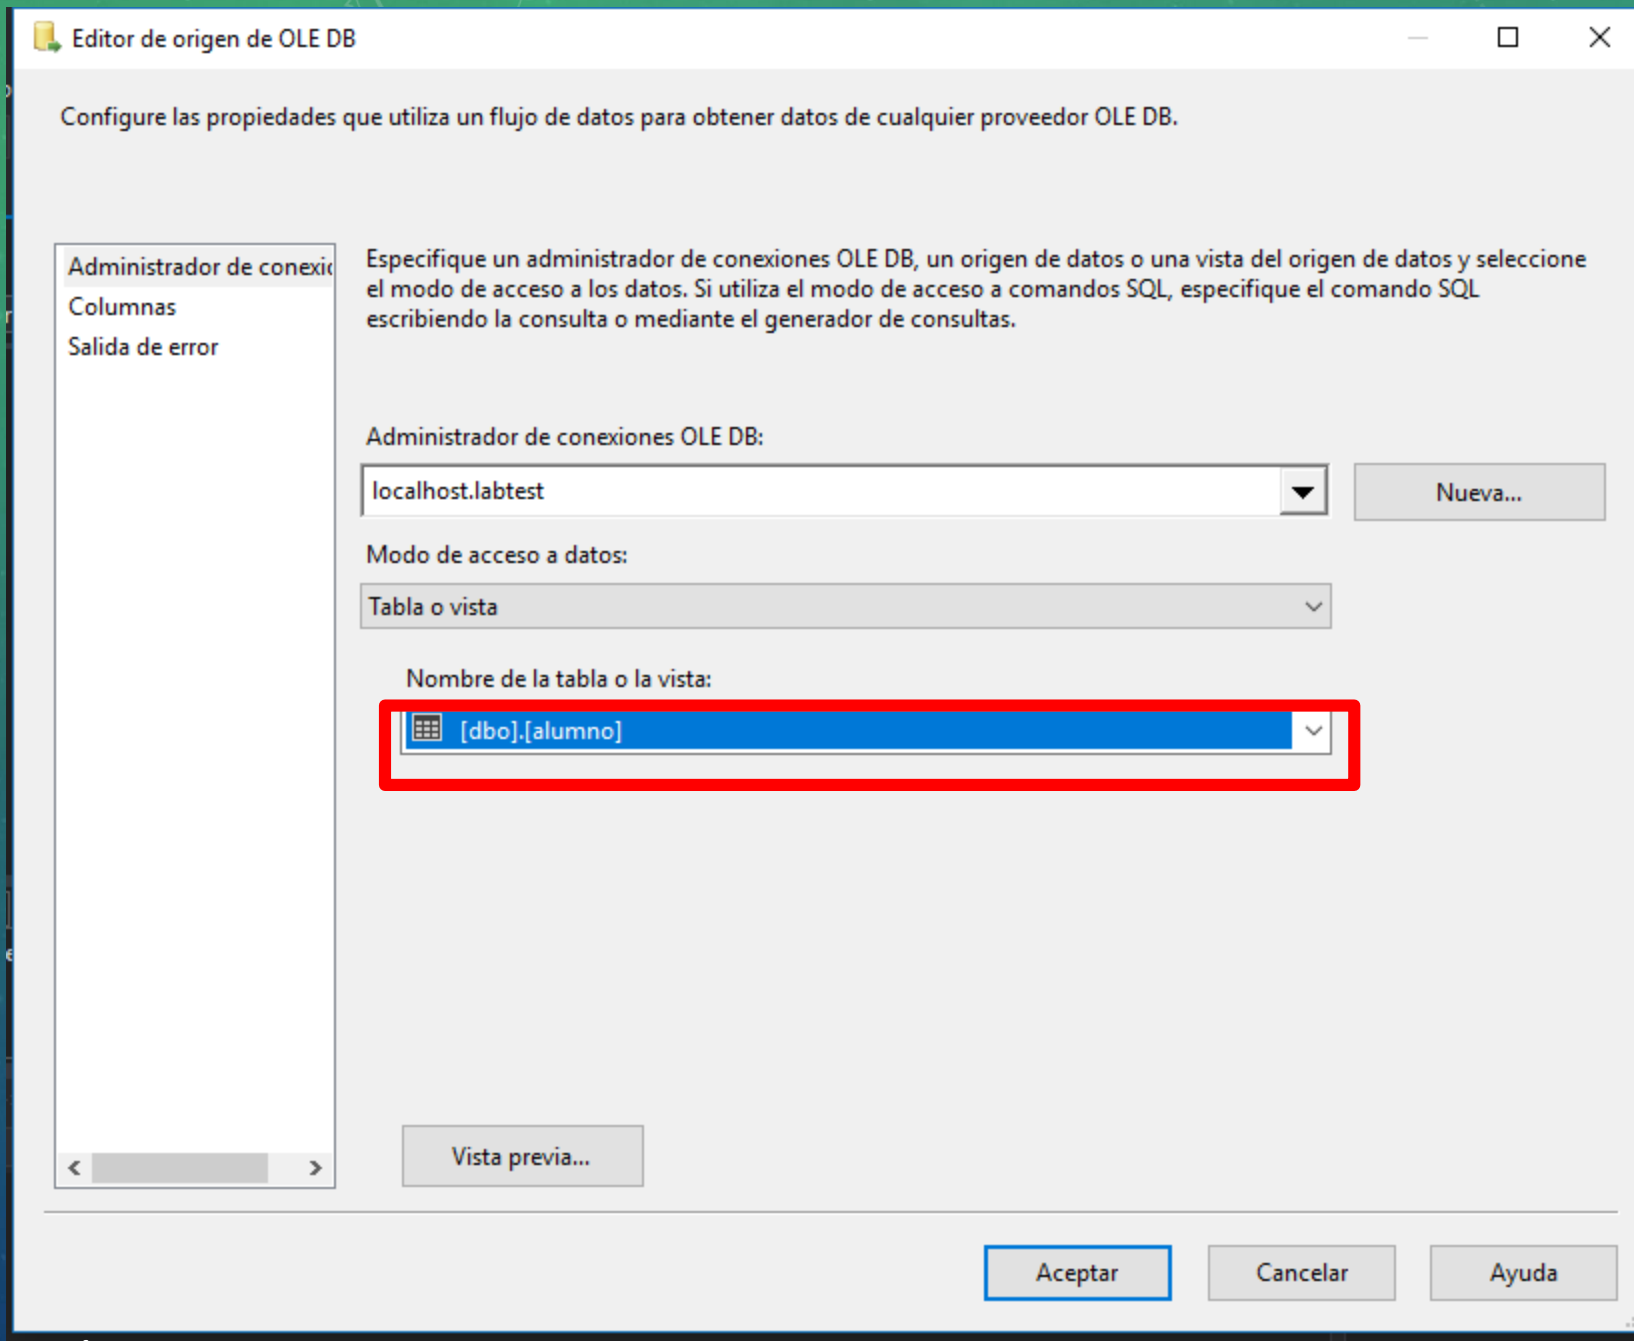 Editor de origen de OLE DB
Configure las propiedades que utiliza un flujo de datos para obtener datos de cualquier proveedor OLE DB.
Administrador de conexic
Columnas
Salida de error
Especifique un administrador de conexiones OLE DB, un origen de datos o una vista del origen de datos y seleccione
el modo de acceso a los datos. Si utiliza el modo de acceso a comandos SQL, especifique el comando SQL
escribiendo la consulta o mediante el generador de consultas.
Administrador de conexiones OLE DB:
localhost.labtest
Nueva...
Modo de acceso a datos:
Tabla o vista
Nombre de la tabla o la vista:
[dbo].[alumno]
Vista previa...
Aceptar
Cancelar
Ayuda